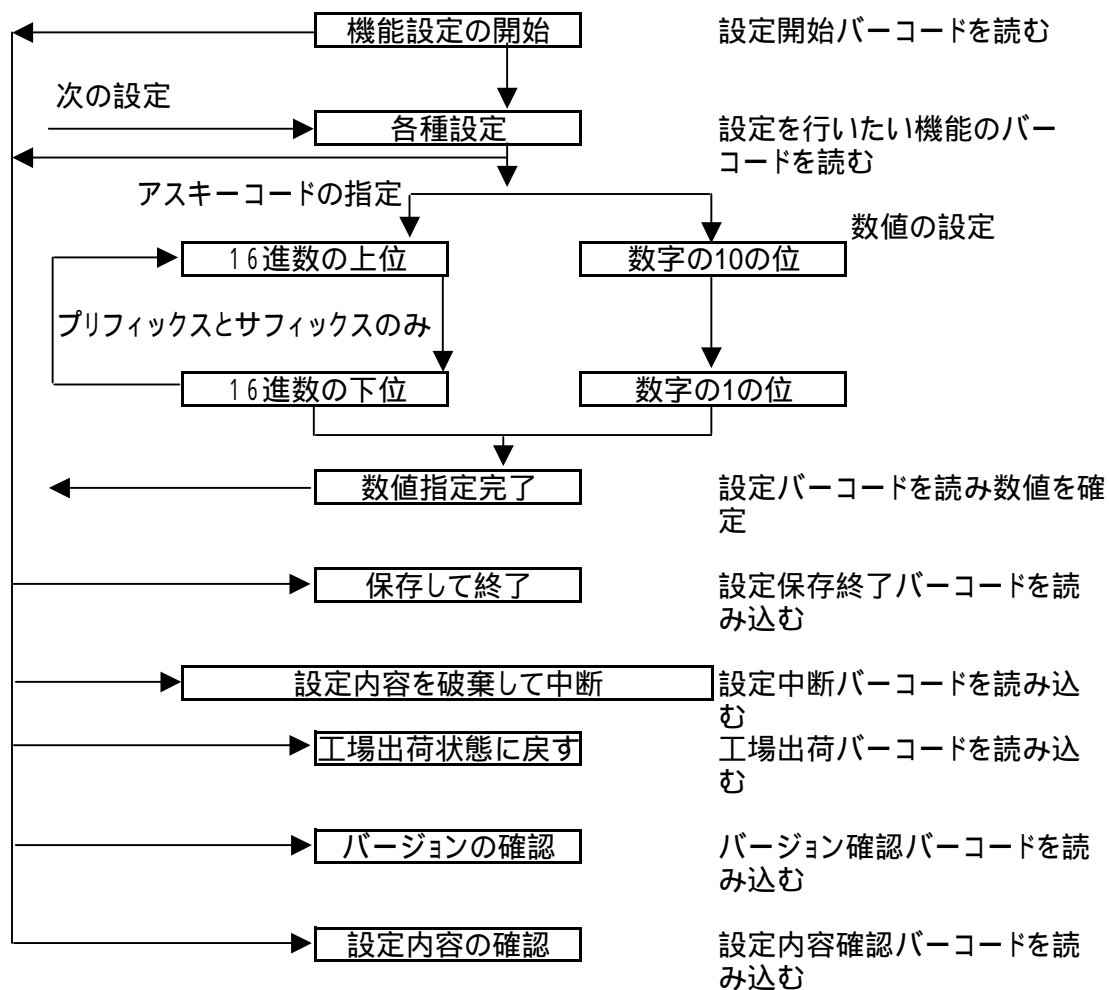 機能設定の開始
設定開始バーコードを読む
次の設定
各種設定
設定を行いたい機能のバー
コードを読む
アスキーコードの指定
数値の設定
16進数の上位
数字の10の位
プリフィックスとサフィックスのみ
16進数の下位
数字の1の位
数値指定完了
設定バーコードを読み数値を確
定
保存して終了
設定保存終了バーコードを読
み込む
設定内容を破棄して中断
設定中断バーコードを読み込
む
工場出荷状態に戻す
工場出荷バーコードを読み込
む
バージョンの確認
バージョン確認バーコードを読
み込む
設定内容の確認
設定内容確認バーコードを読
み込む